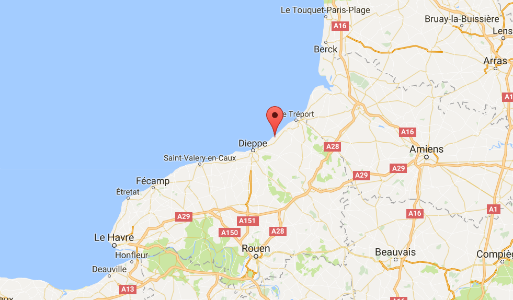 Le Touquet-Paris-Plage
Bruay-la-Buissière
A16
Lens
Berck
Arras
A1
e Tréport
A16
Dieppe
A28
Amiens
Saint-Valery-en-Caux
A29
A29
Fécamp
Étretat
A29
A151
A16
A1
A150
A28
Le Havre
Rouen
Honfleur
Beauvais
Compièg
Deauville
A13
A16